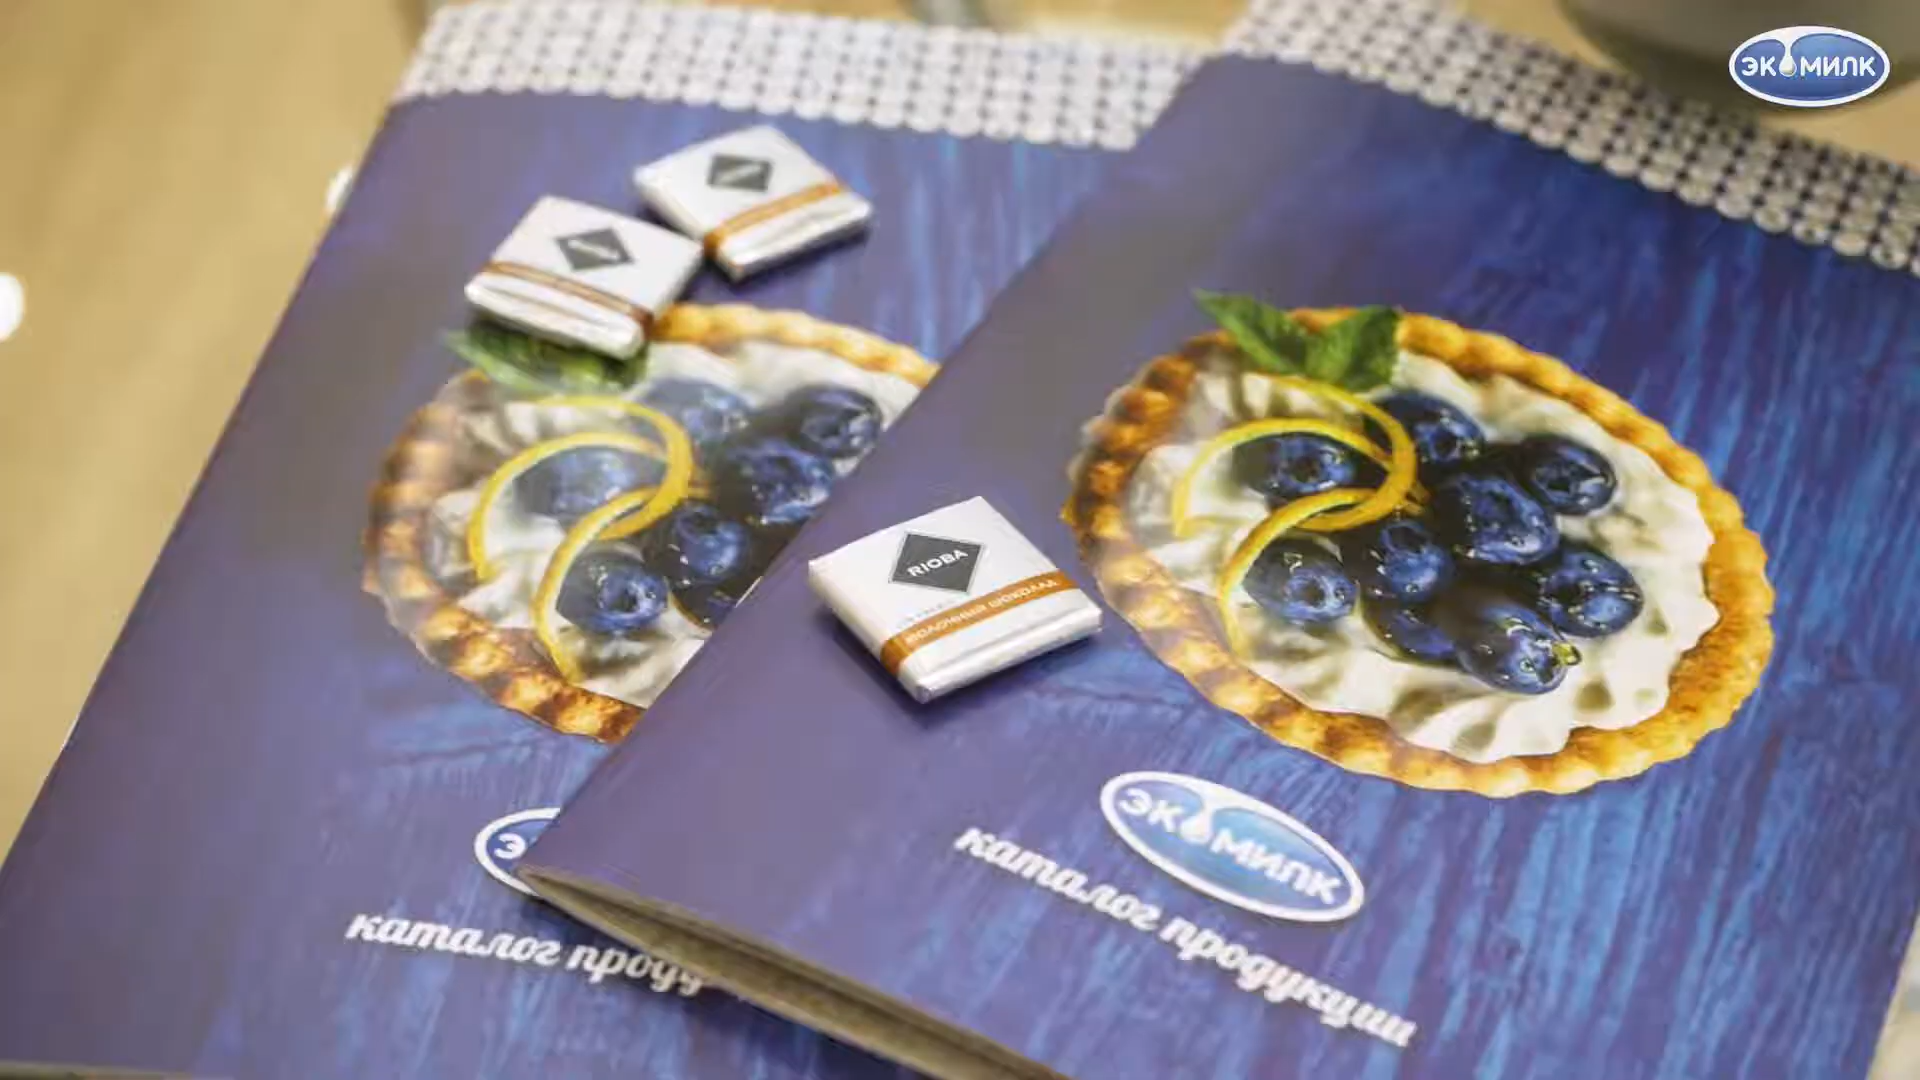 ЭКОМИЛК
RIOBA
МОЛОЧНЫЙ ШОКОЛАД
ЭКОМИЛК
каталог продукции
Э
каталог проду